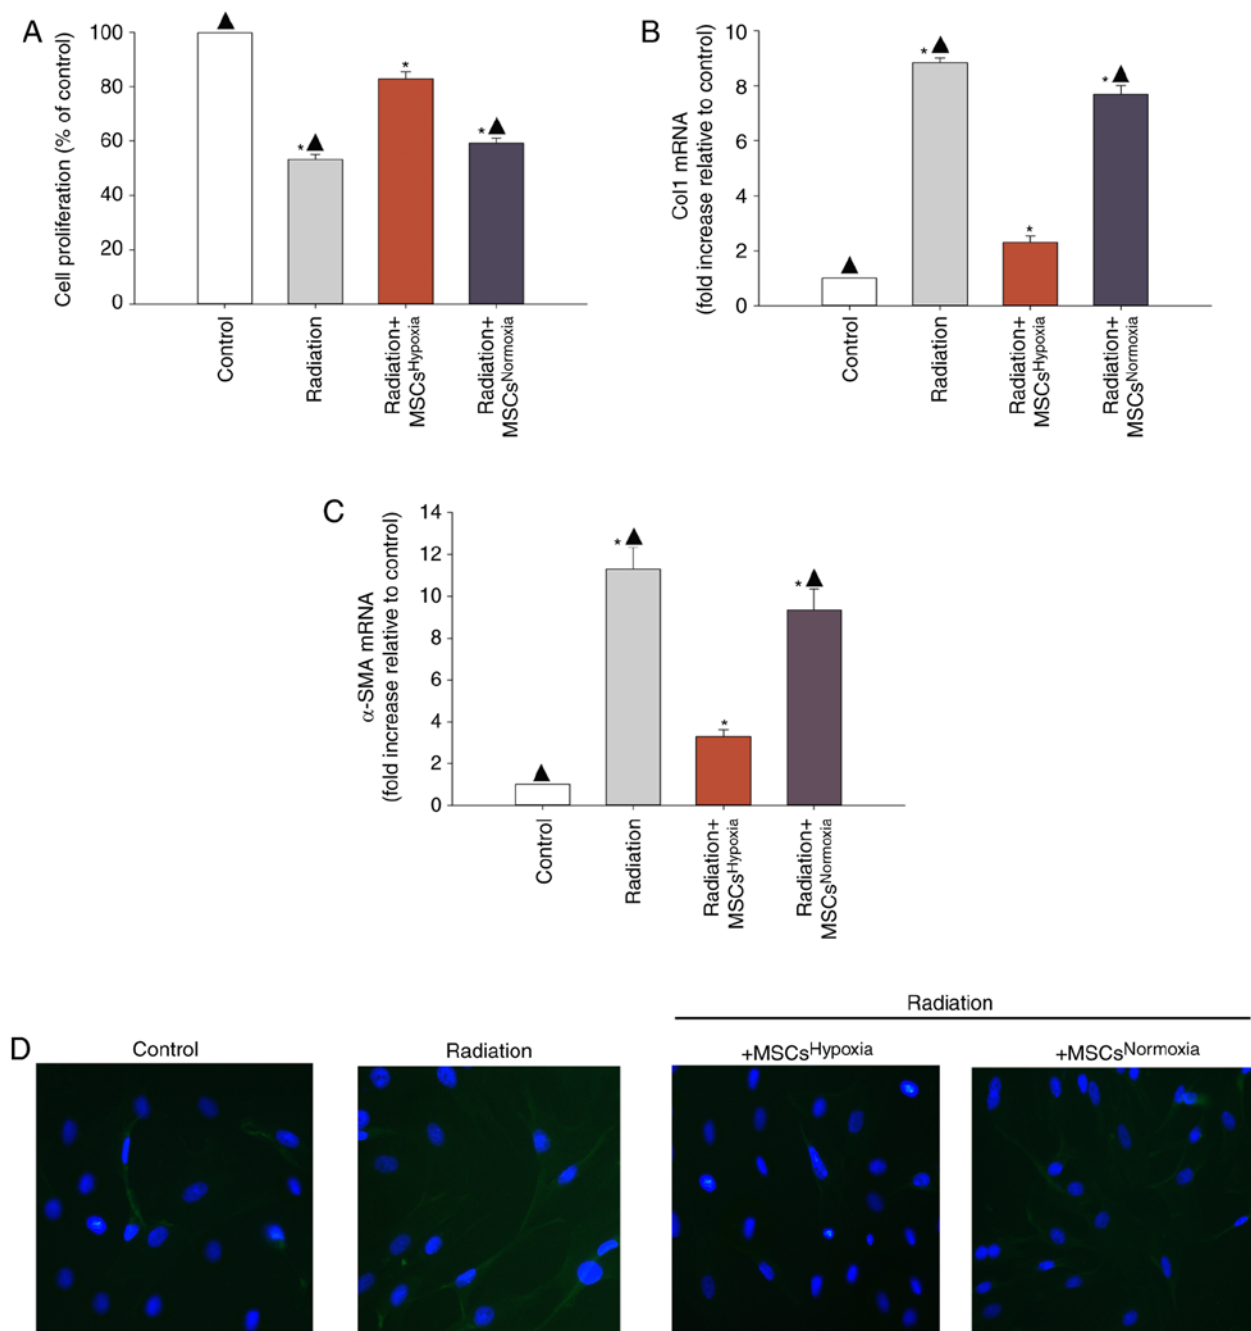 A
Cell proliferation (% of control)
100
80
60
40
20
0
* ▲
Control
Radiation
Radiation+
MSCsHypoxia
Radiation+
MSCsNormoxia
B
Col1 mRNA
(fold increase relative to control)
10
8
6
4
2
0
Control
Radiation
Radiation+
MSCsHypoxia
Radiation+
MSCsNormoxia
C
α-SMA mRNA
(fold increase relative to control)
14
12
10
8
6
4
2
0
Control
Radiation
Radiation+
MSCsHypoxia
Radiation+
MSCsNormoxia
Radiation
D
Control
Radiation
+MSCsHypoxia
+MSCsNormoxia